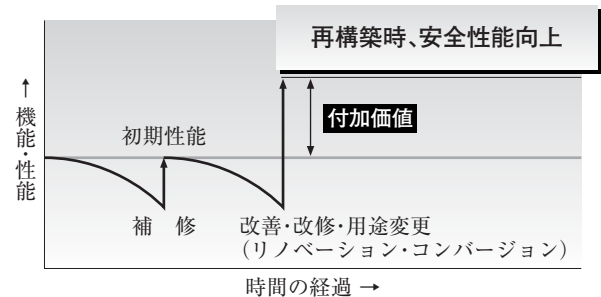 再構築時、安全性能向上
付加価値
↑機能・性能
初期性能
補 修
改善・改修・用途変更
（リノベーション・コンバージョン）
時間の経過 →